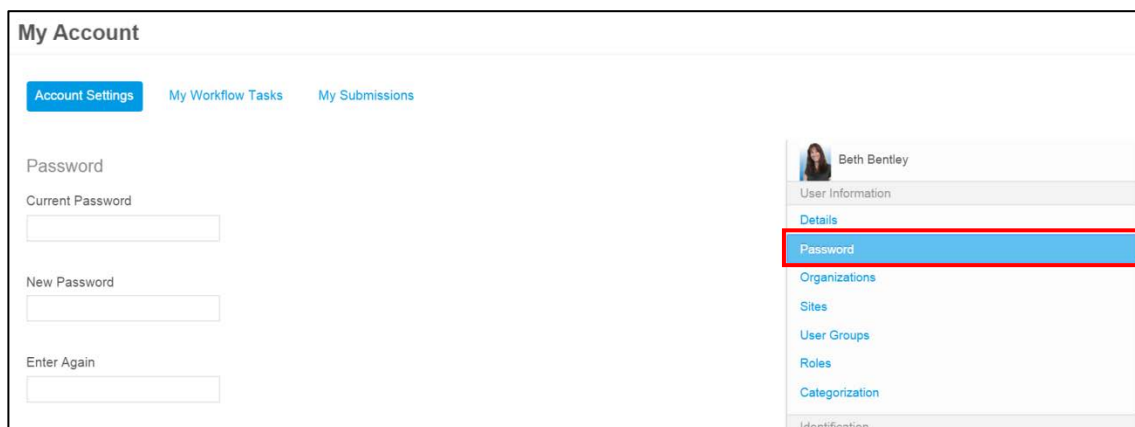 My Account
Account Settings My Workflow Tasks My Submissions
Password
Current Password
New Password
Enter Again
Beth Bentley
User Information
Details
Password
Organizations
Sites
User Groups
Roles
Categorization
Identification